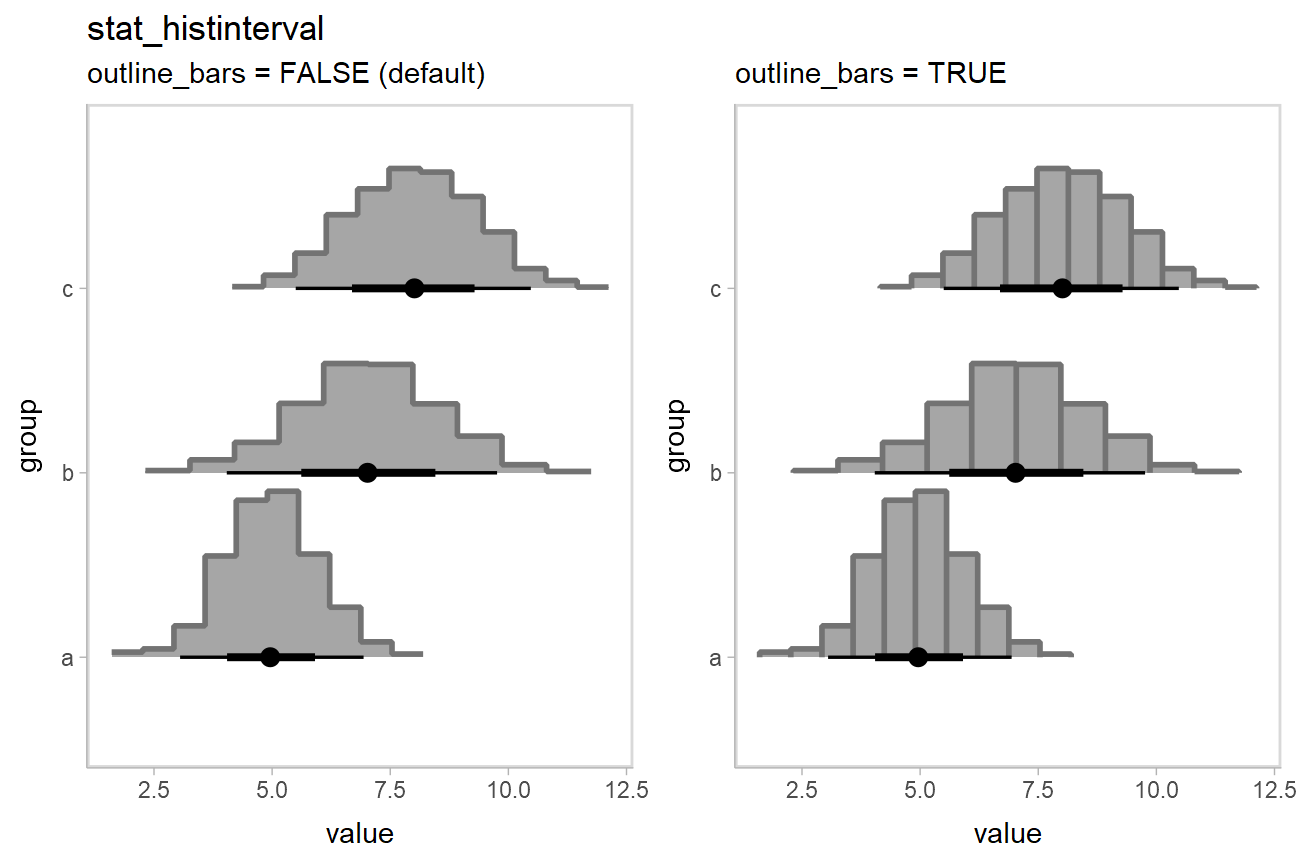 stat_histinterval
outline_bars = FALSE (default)
group
c
b
a
2.5 5.0 7.5 10.0 12.5
value
outline_bars = TRUE
group
c
b
a
2.5 5.0 7.5 10.0 12.5
value